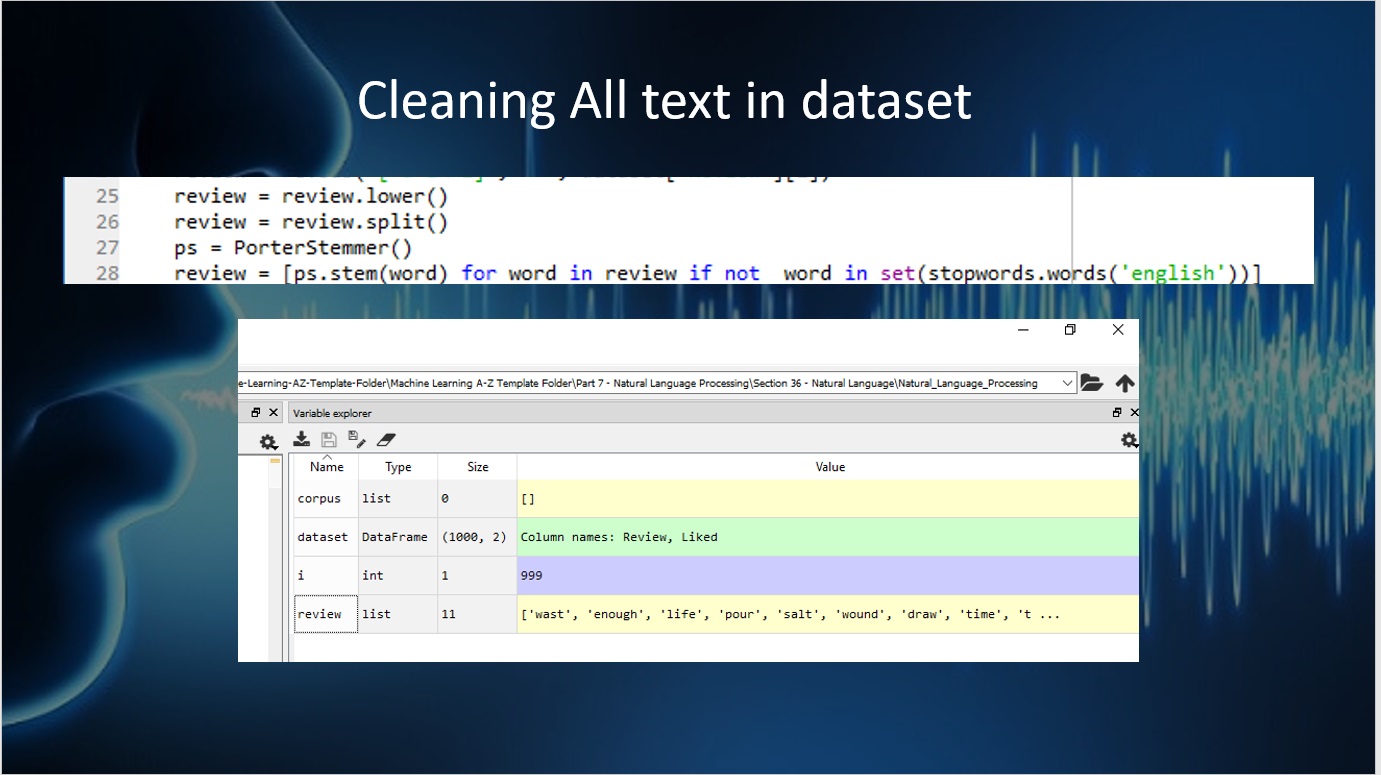 Cleaning All text in dataset
25 review = review.lower()
26 review = review.split()
27 ps = PorterStemmer()
28 review = [ps.stem(word) for word in review if not  word in set(stopwords.words('english'))]
e-Learning-AZ-Template-Folder\Machine Learning A-Z Template Folder\Part 7 - Natural Language Processing\Section 36 - Natural Language\Natural_Language_Processing
Variable explorer
Name Type Size Value
corpus list 0 []
dataset DataFrame (1000, 2) Column names: Review, Liked
i int 1 999
review list 11 ['wast', 'enough', 'life', 'pour', 'salt', 'wound', 'draw', 'time', 't ...